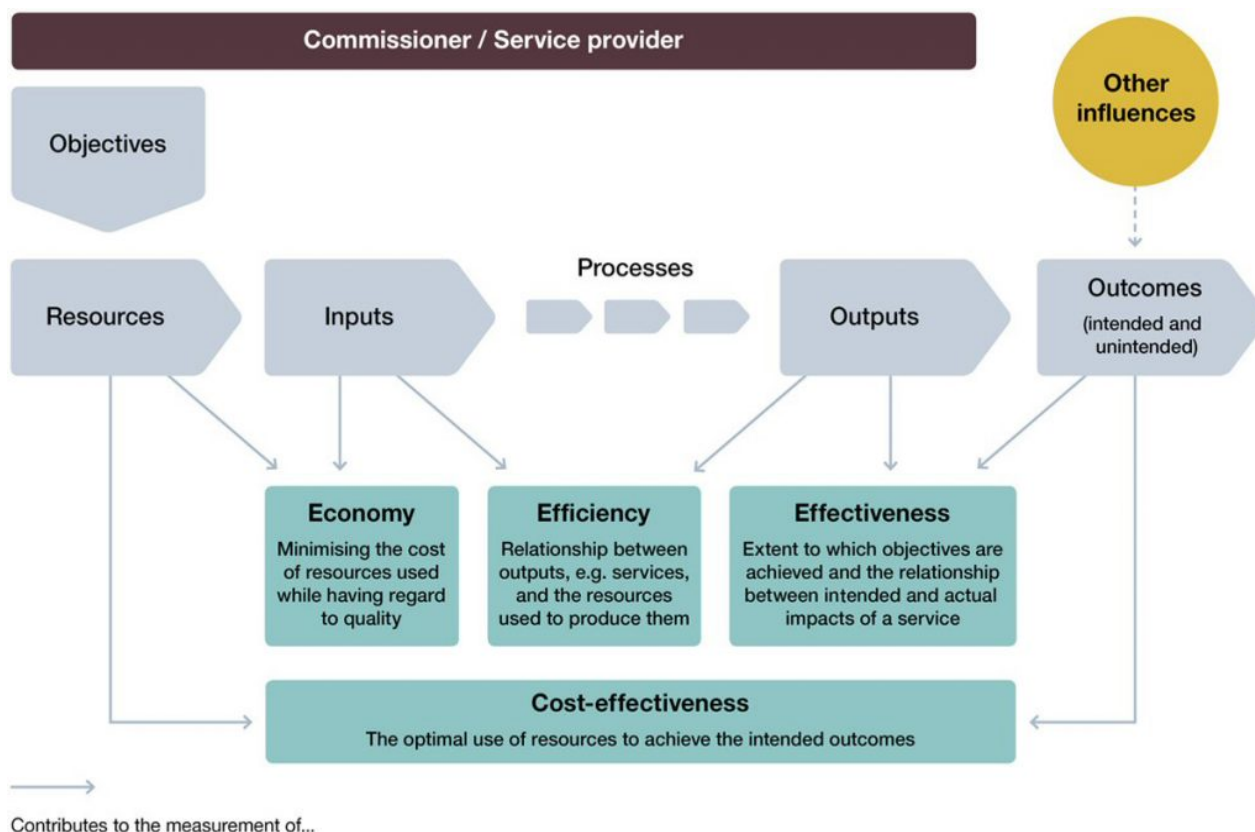 Commissioner / Service provider
Other
influences
Objectives
Resources
Inputs
Processes
Outputs
Outcomes
(intended and
unintended)
Economy
Minimising the cost
of resources used
while having regard
to quality
Efficiency
Relationship between
outputs, e.g. services,
and the resources
used to produce them
Effectiveness
Extent to which objectives are
achieved and the relationship
between intended and actual
impacts of a service
Cost-effectiveness
The optimal use of resources to achieve the intended outcomes
Contributes to the measurement of...